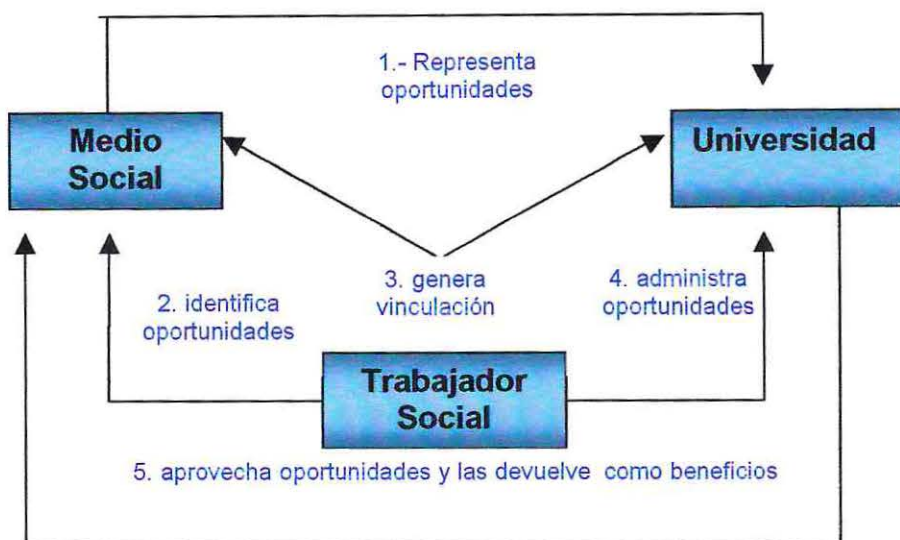 1.- Representa
oportunidades
Medio
Social
Universidad
2. identifica
oportunidades
3. genera
vinculación
4. administra
oportunidades
Trabajador
Social
5. aprovecha oportunidades y las devuelve como beneficios